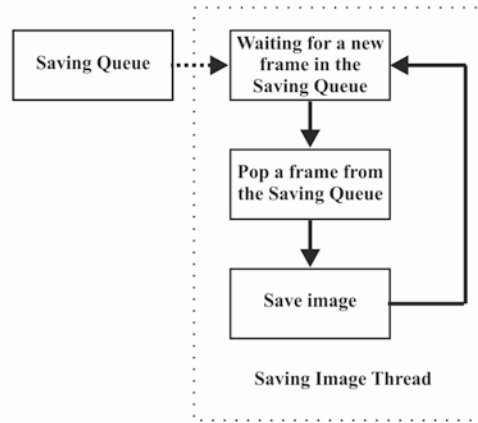 Saving Queue
Waiting for a new
frame in the
Saving Queue
Pop a frame from
the Saving Queue
Save image
Saving Image Thread